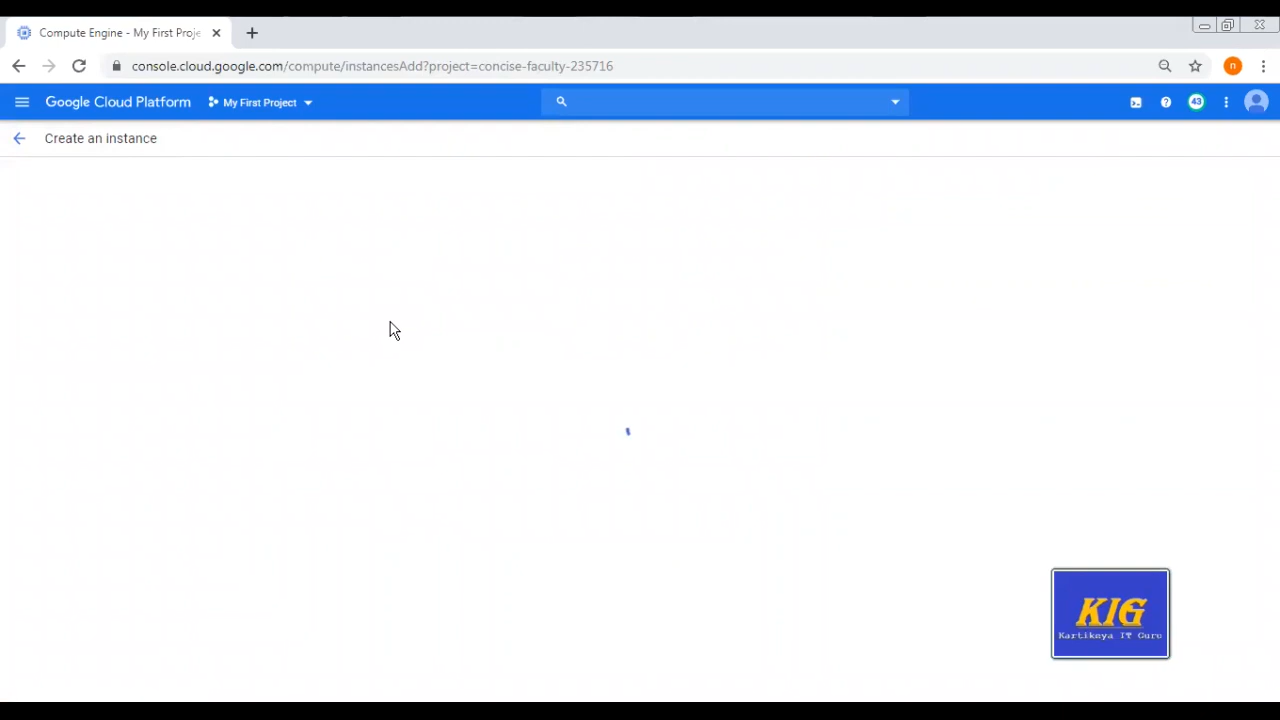 Compute Engine - My First Proje
console.cloud.google.com/compute/instancesAdd?project=concise-faculty-235716
n
Google Cloud Platform
My First Project
43
Create an instance
KIG
Kartikeya IT Guru